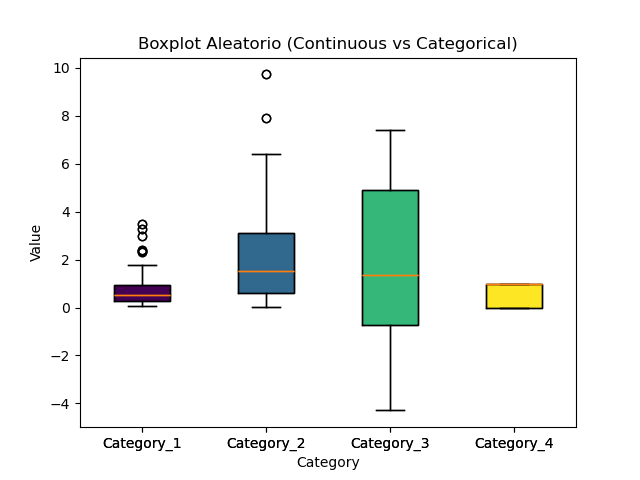 Boxplot Aleatorio (Continuous vs Categorical)
10
8
6
4
2
0
−2
−4
Value
Category_1 Category_2 Category_3 Category_4
Category